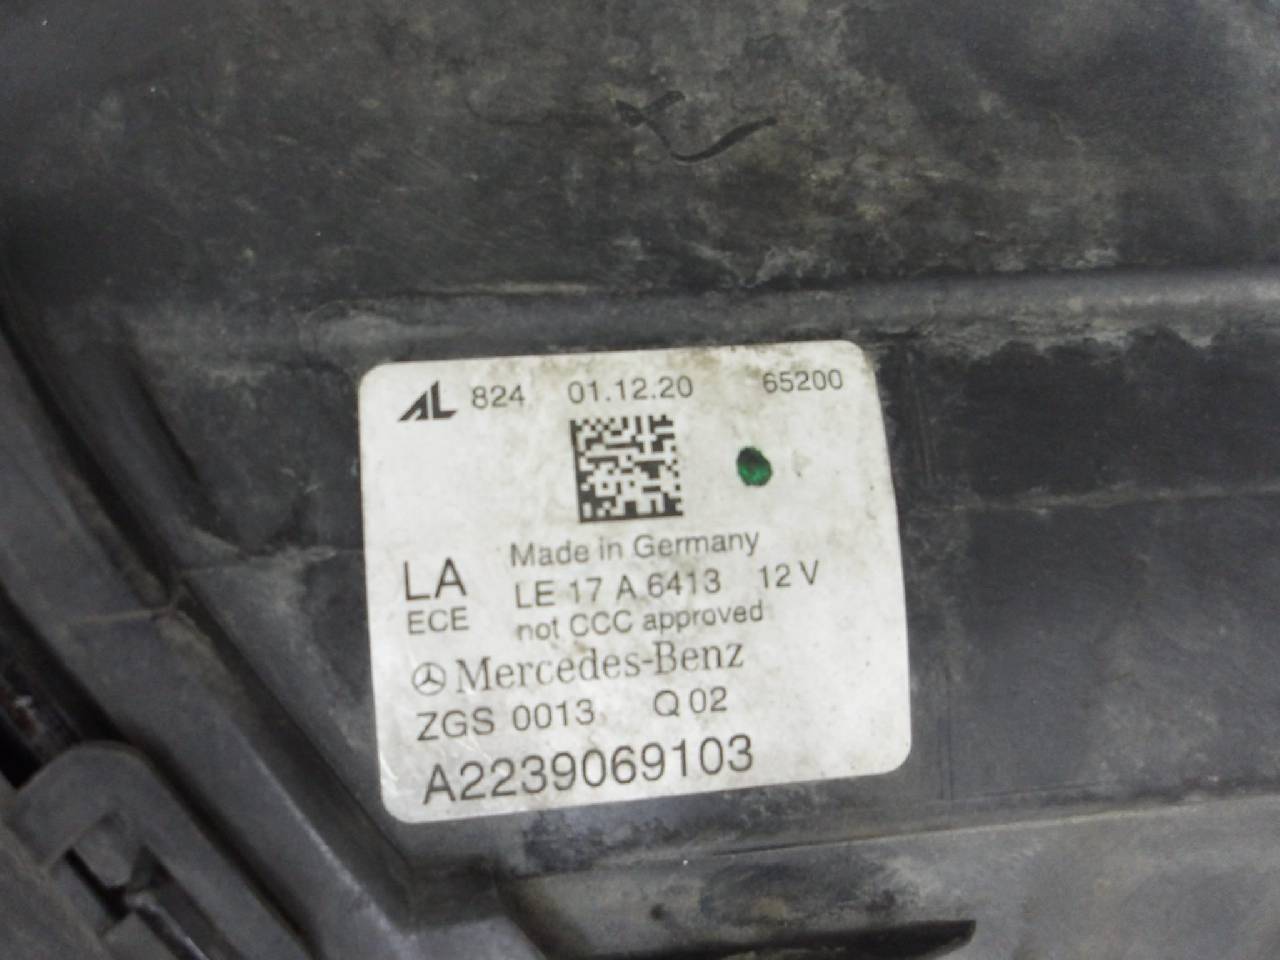 AL 824 01.12.20 65200
Made in Germany
LA LE 17 A 6413 12 V
ECE not CCC approved
Mercedes-Benz
ZGS 0013 Q 02
A2239069103